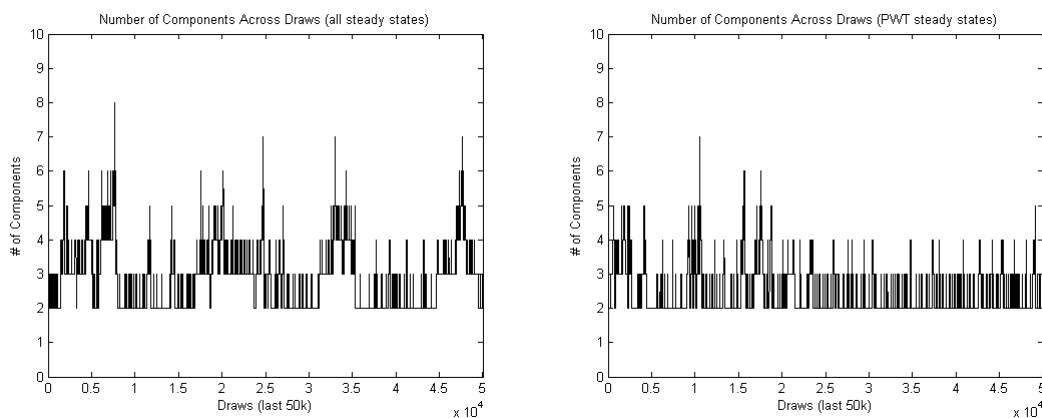 Number of Components Across Draws (all steady states)
10
9
8
7
6
5
4
3
2
1
0
# of Components
0 0.5 1 1.5 2 2.5 3 3.5 4 4.5 5
Draws (last 50k)
x 10^4
Number of Components Across Draws (PWT steady states)
10
9
8
7
6
5
4
3
2
1
0
# of Components
0 0.5 1 1.5 2 2.5 3 3.5 4 4.5 5
Draws (last 50k)
x 10^4